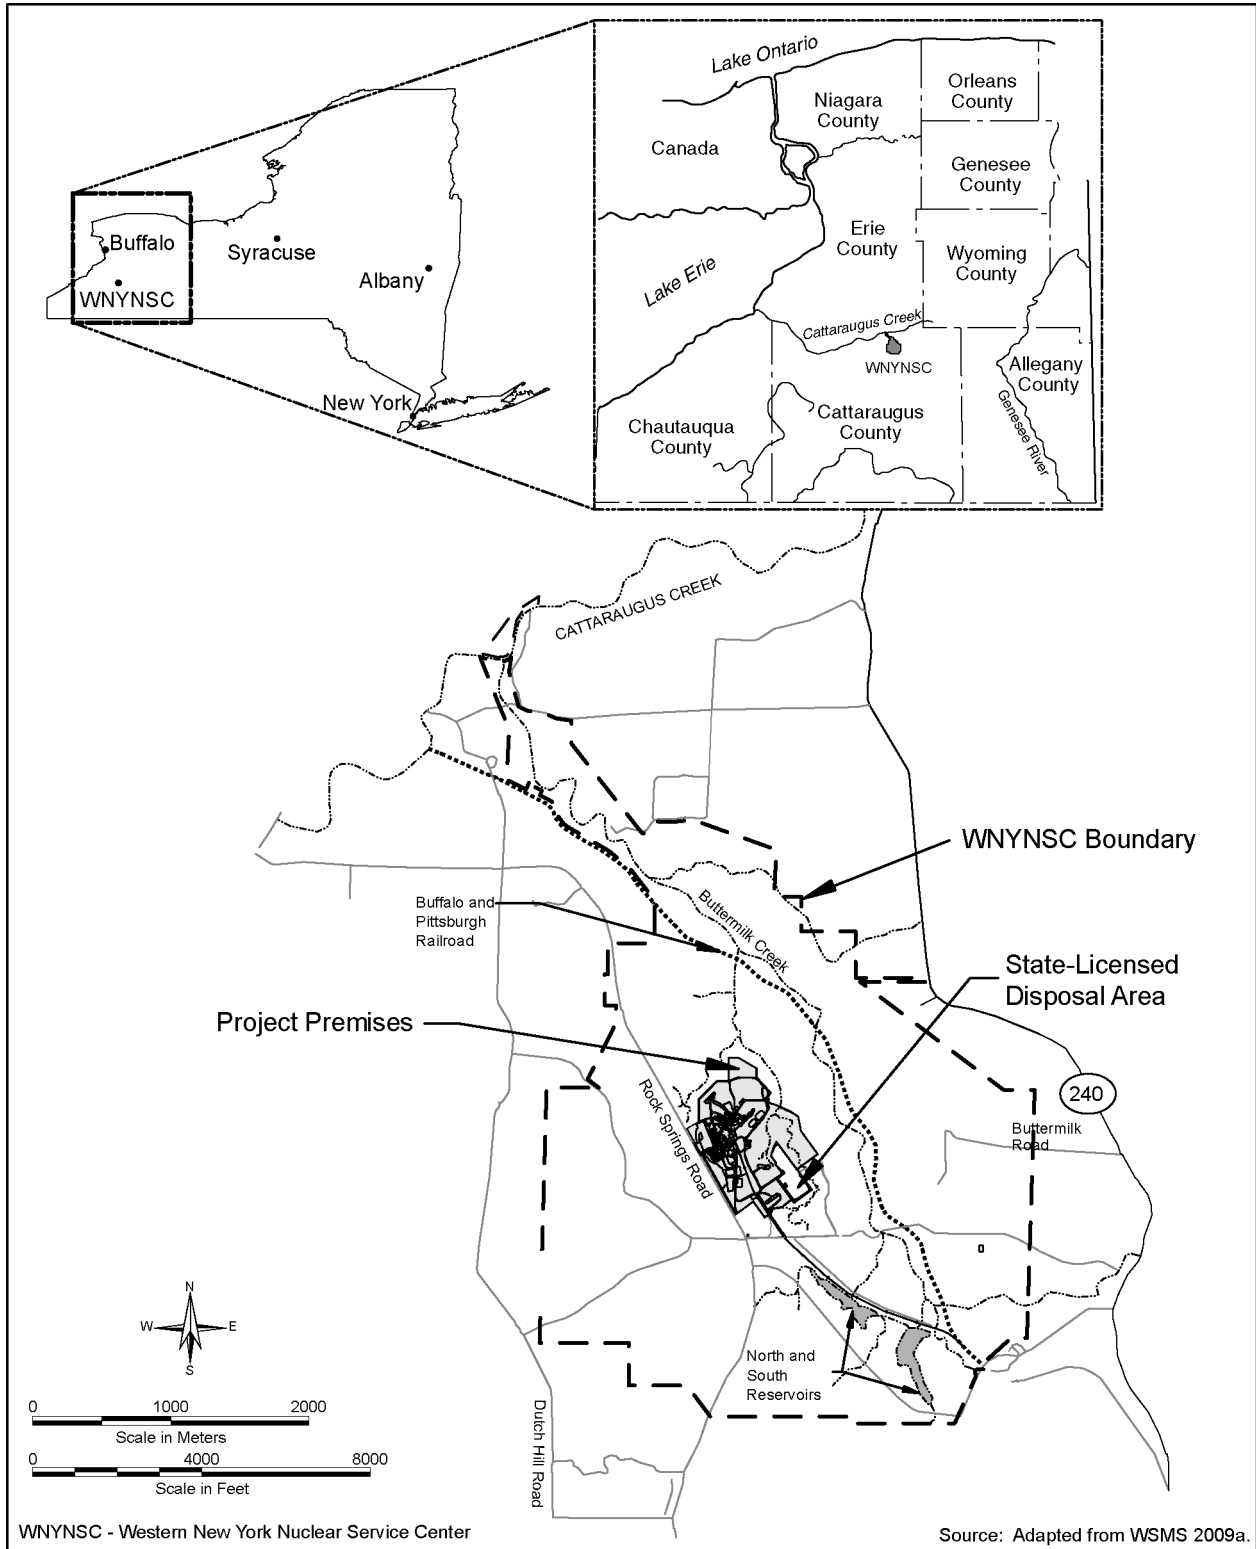 Lake Ontario
Orleans
County
Niagara
County
Canada
Genesee
County
Erie
County
Wyoming
County
Lake Erie
Cattaraugus Creek
WNYNSC
Allegany
County
Chautauqua
County
Cattaraugus
County
Genesee River
Buffalo
Syracuse
WNYNSC
Albany
New York
CATTARAUGUS CREEK
WNYNSC Boundary
Buffalo and
Pittsburgh
Railroad
Buttermilk Creek
State-Licensed
Disposal Area
Project Premises
Rock Springs Road
240
Buttermilk
Road
N
W E
S
North and
South
Reservoirs
Dutch Hill Road
0 1000 2000
Scale in Meters
0 4000 8000
Scale in Feet
WNYNSC - Western New York Nuclear Service Center
Source: Adapted from WSMS 2009a.